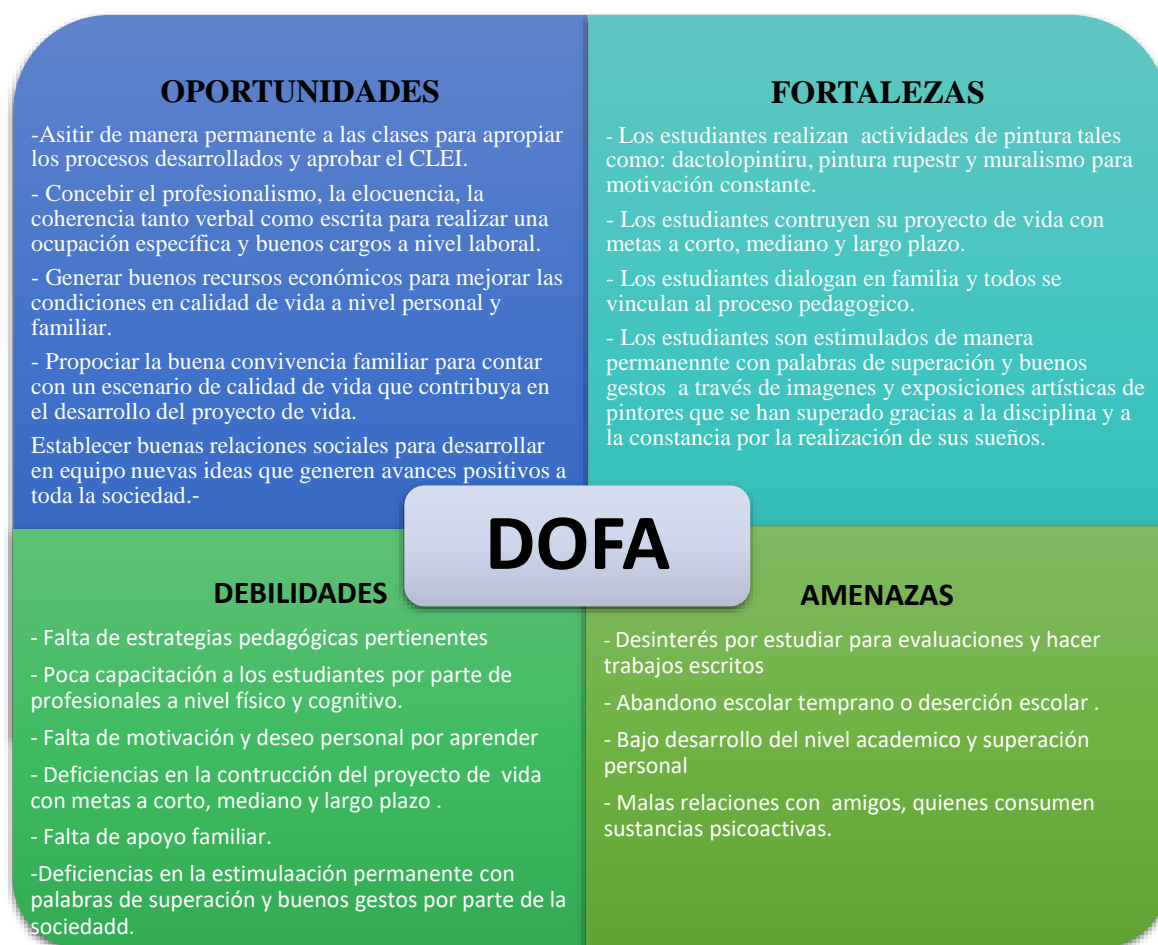 OPORTUNIDADES
-Asitir de manera permanente a las clases para apropiar
los procesos desarrollados y aprobar el CLEI.
- Concebir el profesionalismo, la elocuencia, la
coherencia tanto verbal como escrita para realizar una
ocupación específica y buenos cargos a nivel laboral.
- Generar buenos recursos económicos para mejorar las
condiciones en calidad de vida a nivel personal y
familiar.
- Propociar la buena convivencia familiar para contar
con un escenario de calidad de vida que contribuya en
el desarrollo del proyecto de vida.
Establecer buenas relaciones sociales para desarrollar
en equipo nuevas ideas que generen avances positivos a
toda la sociedad.-
FORTALEZAS
- Los estudiantes realizan actividades de pintura tales
como: dactolopintiru, pintura rupestr y muralismo para
motivación constante.
- Los estudiantes contruyen su proyecto de vida con
metas a corto, mediano y largo plazo.
- Los estudiantes dialogan en familia y todos se
vinculan al proceso pedagogico.
- Los estudiantes son estimulados de manera
permanennte con palabras de superación y buenos
gestos a través de imagenes y exposiciones artísticas de
pintores que se han superado gracias a la disciplina y a
la constancia por la realización de sus sueños.
DOFA
DEBILIDADES
- Falta de estrategias pedagógicas pertienentes
- Poca capacitación a los estudiantes por parte de
profesionales a nivel físico y cognitivo.
- Falta de motivación y deseo personal por aprender
- Deficiencias en la contrucción del proyecto de vida
con metas a corto, mediano y largo plazo .
- Falta de apoyo familiar.
-Deficiencias en la estimulaación permanente con
palabras de superación y buenos gestos por parte de la
sociedadd.
AMENAZAS
- Desinterés por estudiar para evaluaciones y hacer
trabajos escritos
- Abandono escolar temprano o deserción escolar .
- Bajo desarrollo del nivel academico y superación
personal
- Malas relaciones con amigos, quienes consumen
sustancias psicoactivas.